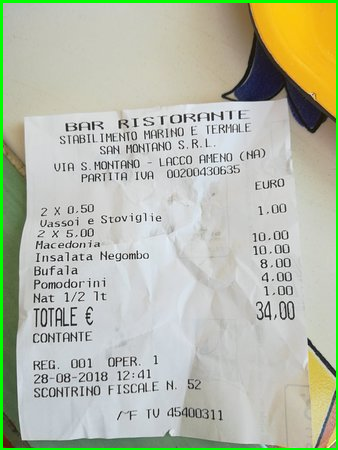 BAR RISTORANTE
STABILIMENTO MARINO E TERMALE
SAN MONTANO S.R.L.
VIA S.MONTANO - LACCO AMENO (NA)
PARTITA IVA 00200430635
EURO
2 X 0,50
Vassoi e Stoviglie 1,00
2 X 5,00
Macedonia 10,00
Insalata Negombo 10,00
Bufala 8,00
Pomodorini 4,00
Nat 1/2 lt 1,00
TOTALE € 34,00
CONTANTE
REG. 001 OPER. 1
28-08-2018 12:41
SCONTRINO FISCALE N. 52
MF TV 45400311